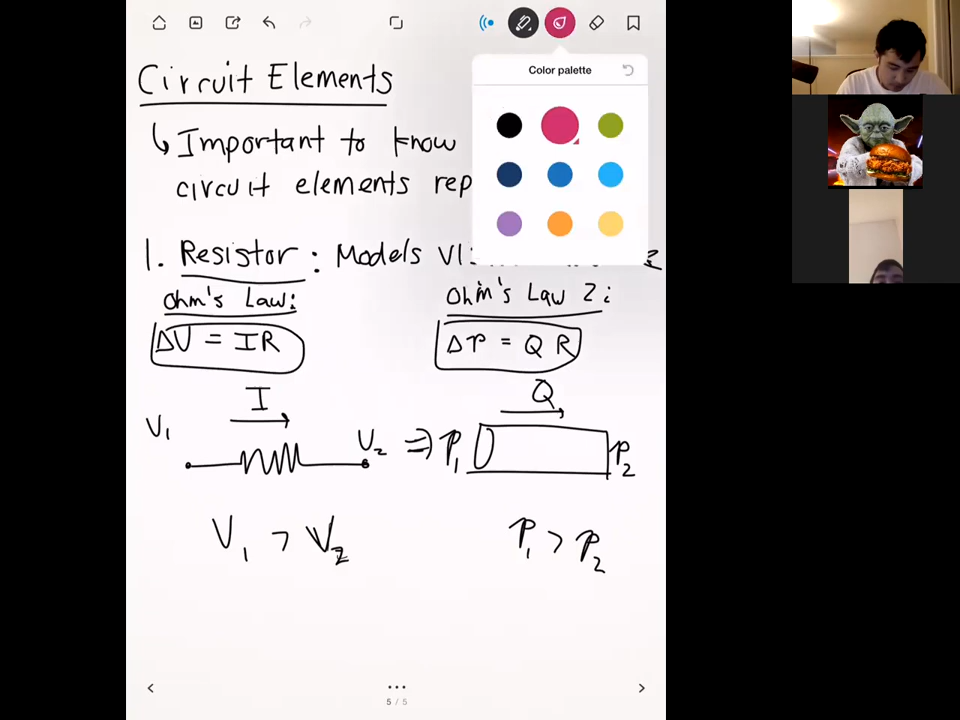 Circuit Elements
Color palette
↳ Important to know
circuit elements rep
1. Resistor : Models
Ohm's Law:
Ohm's Law 2:
ΔV = IR
Δp = Q R
I
Q
V1
V2 ⇒ p1
p2
V1 > V2
p1 > p2
5 / 5